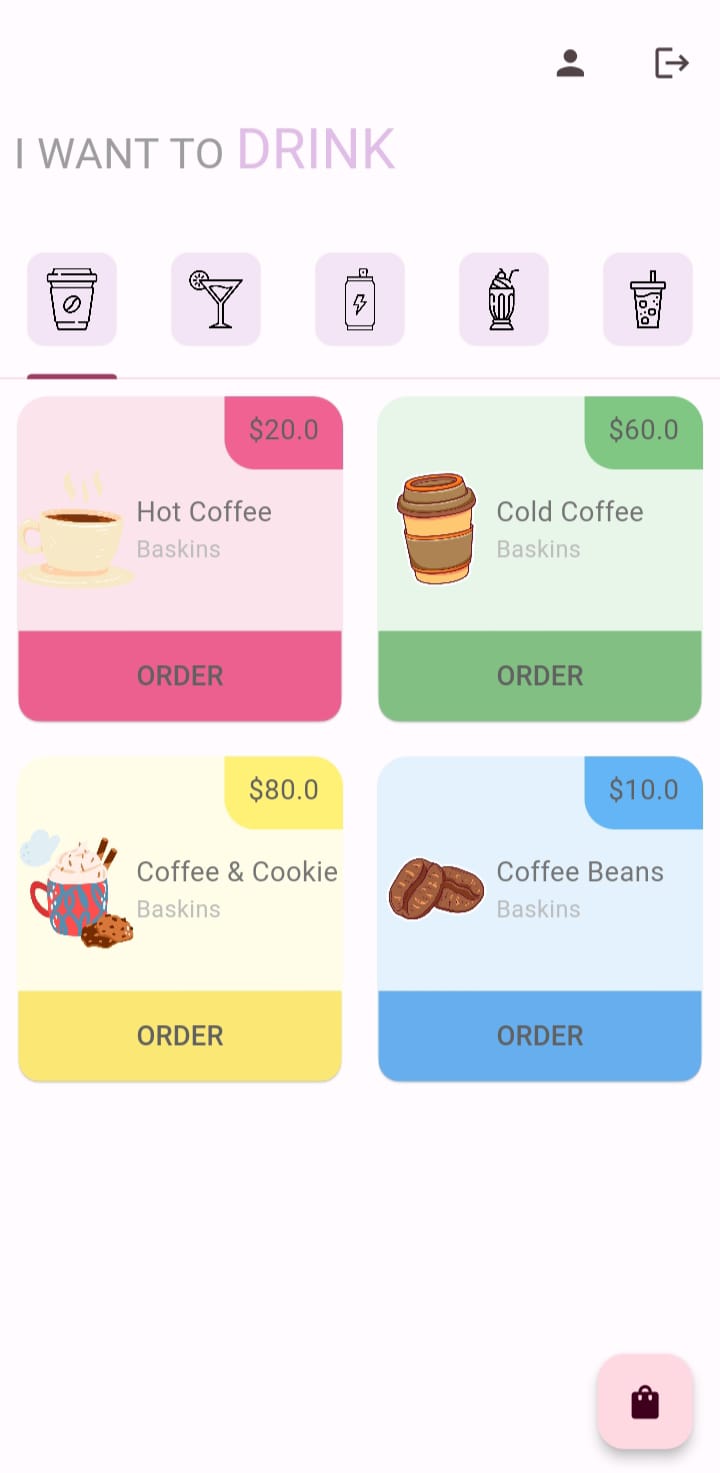 I WANT TO DRINK
$20.0
Hot Coffee
Baskins
ORDER
$60.0
Cold Coffee
Baskins
ORDER
$80.0
Coffee & Cookie
Baskins
ORDER
$10.0
Coffee Beans
Baskins
ORDER